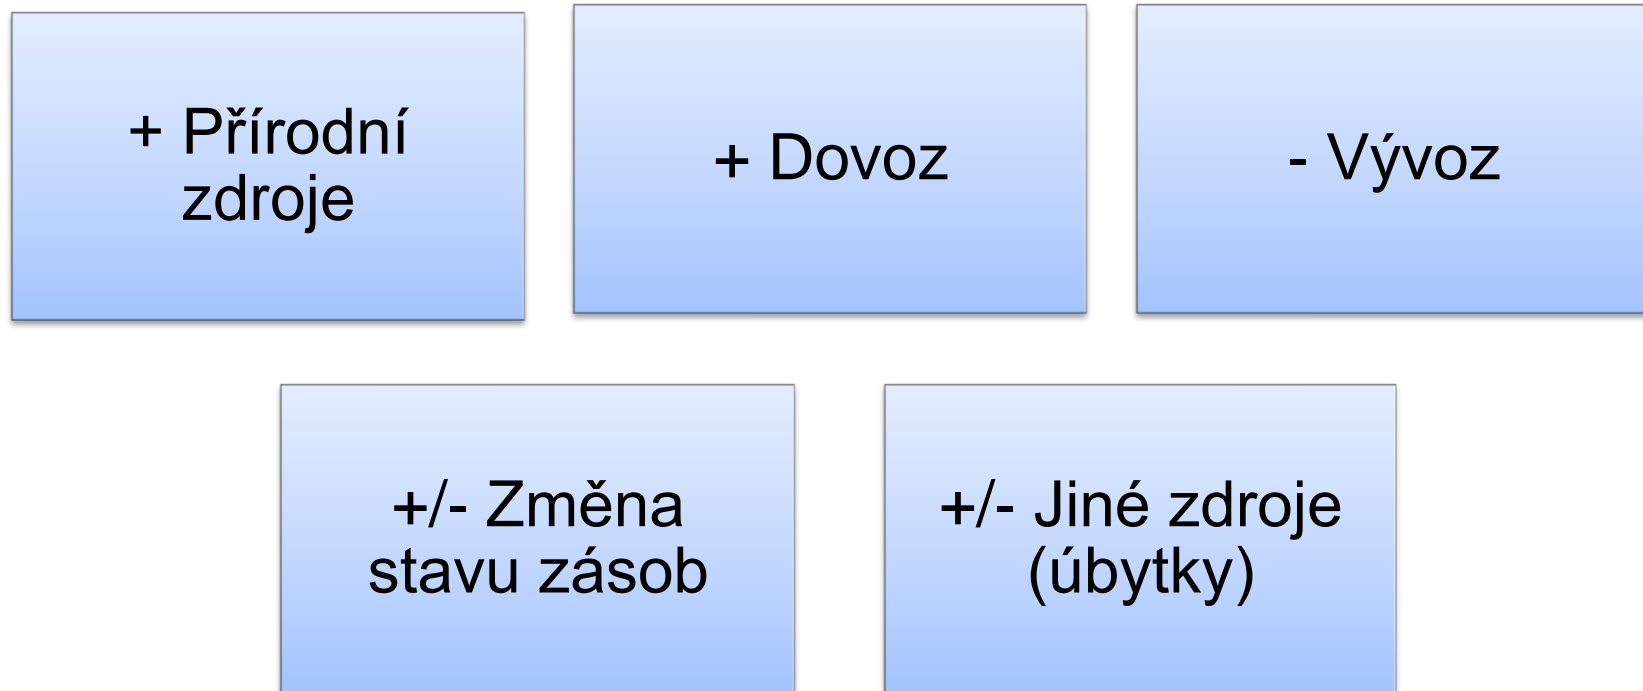 + Přírodní
zdroje
+ Dovoz
- Vývoz
+/- Změna
stavu zásob
+/- Jiné zdroje
(úbytky)